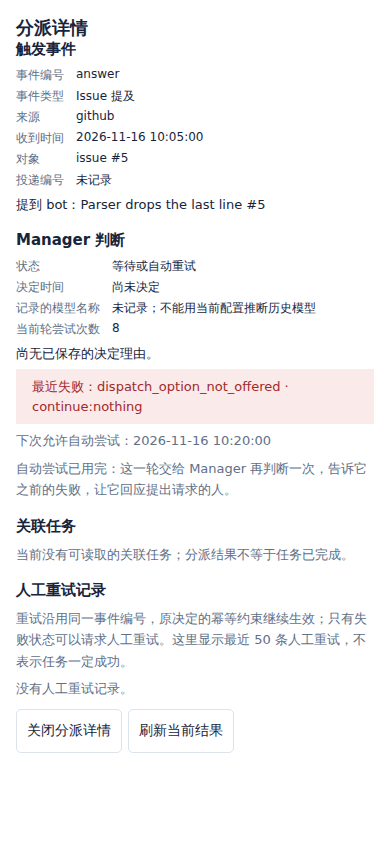 分派详情
触发事件
事件编号 answer
事件类型 Issue 提及
来源 github
收到时间 2026-11-16 10:05:00
对象 issue #5
投递编号 未记录
提到 bot：Parser drops the last line #5
Manager 判断
状态 等待或自动重试
决定时间 尚未决定
记录的模型名称 未记录；不能用当前配置推断历史模型
当前轮尝试次数 8
尚无已保存的决定理由。
最近失败：dispatch_option_not_offered ·
continue:nothing
下次允许自动尝试：2026-11-16 10:20:00
自动尝试已用完：这一轮交给 Manager 再判断一次，告诉它
之前的失败，让它回应提出请求的人。
关联任务
当前没有可读取的关联任务；分派结果不等于任务完成。
人工重试记录
重试沿用同一事件编号，原决定的幂等约束继续生效；只有失
败状态可以请求人工重试。这里显示最近 50 条人工重试，不
表示任务一定成功。
没有人工重试记录。
关闭分派详情 刷新当前结果